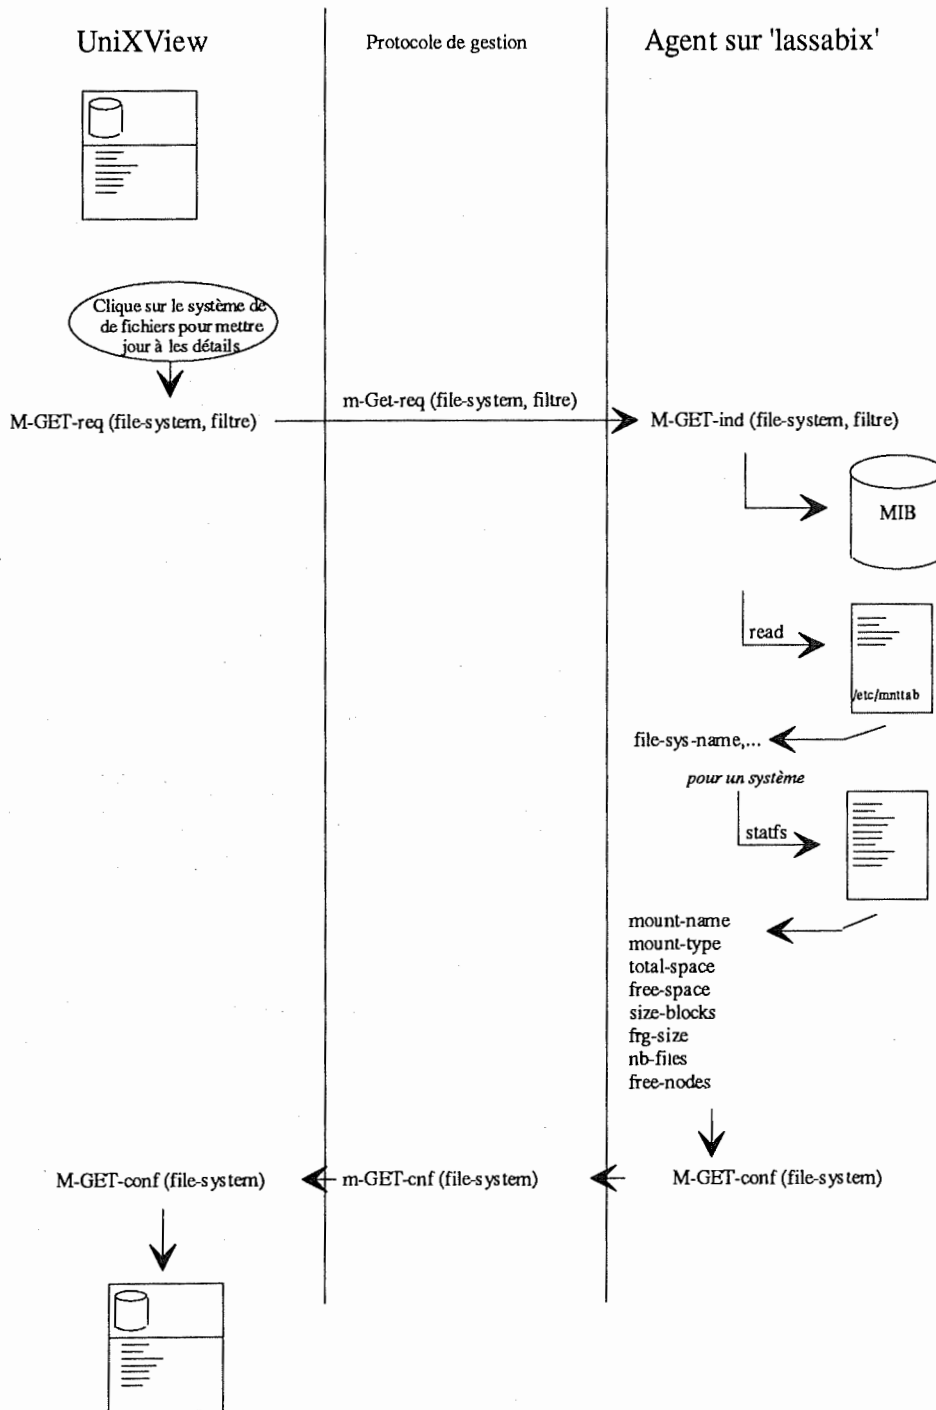 UniXView
Protocole de gestion
Agent sur 'lassabix'
Clique sur le système de
de fichiers pour mettre
jour à les détails
M-GET-req (file-system, filtre)
m-Get-req (file-system, filtre)
M-GET-ind (file-system, filtre)
MIB
read
/etc/mnttab
file-sys-name,...
pour un système
statfs
mount-name
mount-type
total-space
free-space
size-blocks
frg-size
nb-files
free-nodes
M-GET-conf (file-system)
m-GET-cnf (file-system)
M-GET-conf (file-system)